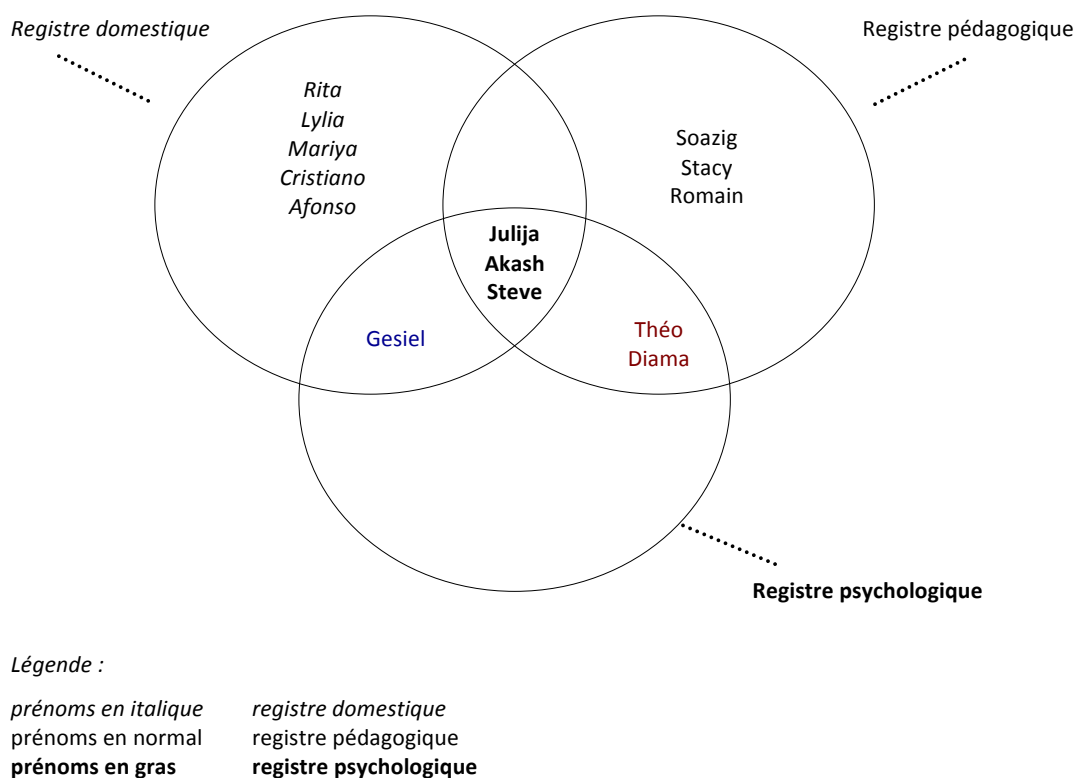 Registre domestique
Registre pédagogique
Rita
Lylia
Mariya
Cristiano
Afonso
Soazig
Stacy
Romain
Julija
Akash
Steve
Gesiel
Théo
Diama
Registre psychologique
Légende :
prénoms en italique registre domestique
prénoms en normal registre pédagogique
prénoms en gras registre psychologique